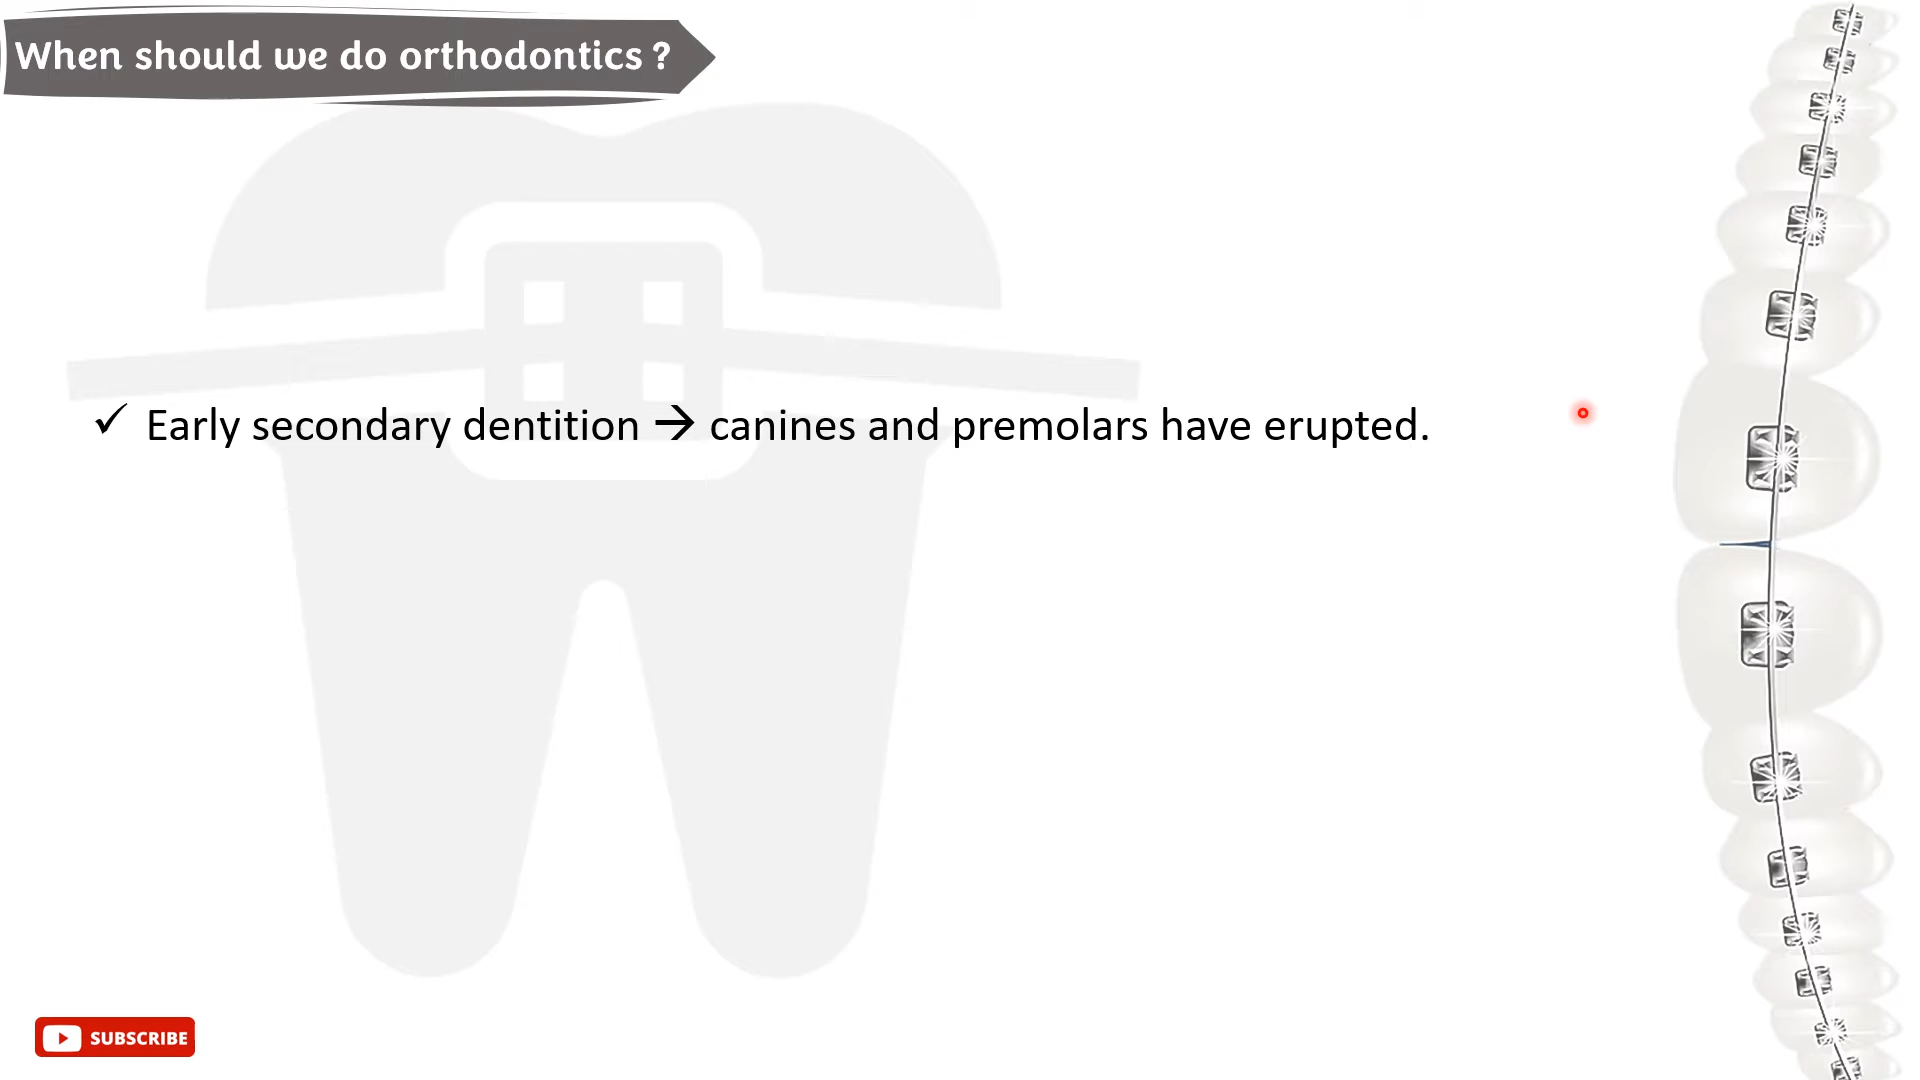 When should we do orthodontics ?
✓ Early secondary dentition → canines and premolars have erupted.
SUBSCRIBE